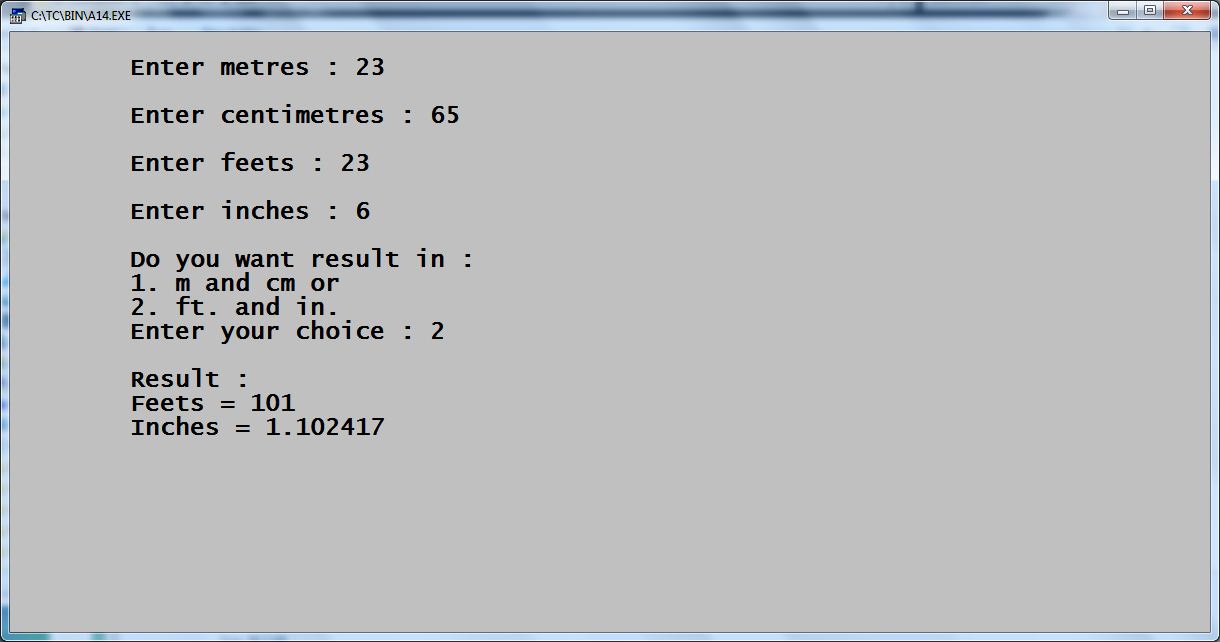 C:\TC\BIN\A14.EXE
Enter metres : 23
Enter centimetres : 65
Enter feets : 23
Enter inches : 6
Do you want result in :
1. m and cm or
2. ft. and in.
Enter your choice : 2
Result :
Feets = 101
Inches = 1.102417